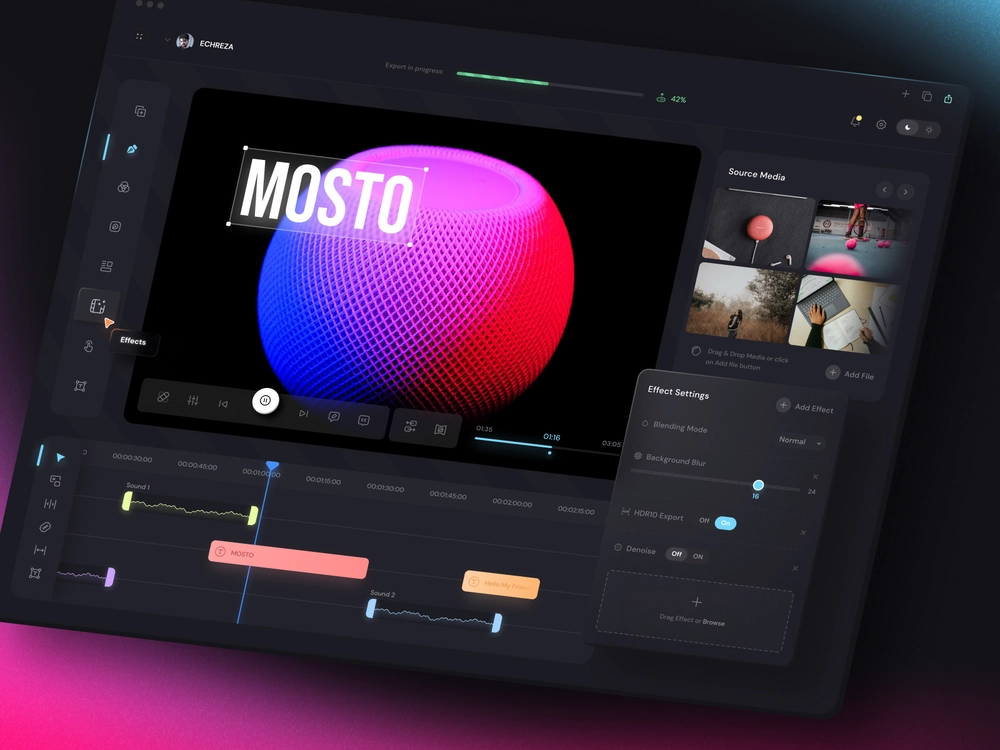 ECHREZA
Export in progress:
42%
Source Media
MOSTO
Effects
Drag & Drop Media or click
on Add file button
Add File
Effect Settings
Add Effect
Blending Mode
Normal
Background Blur
16
24
HDR10 Export
Off
On
Denoise
Off
ON
Drag Effect or Browse
01:35
01:16
03:05
00:00:30:00
00:00:45:00
00:01:00:00
00:01:15:00
00:01:30:00
00:01:45:00
00:02:00:00
00:02:15:00
Sound 1
MOSTO
Hello My
Sound 2